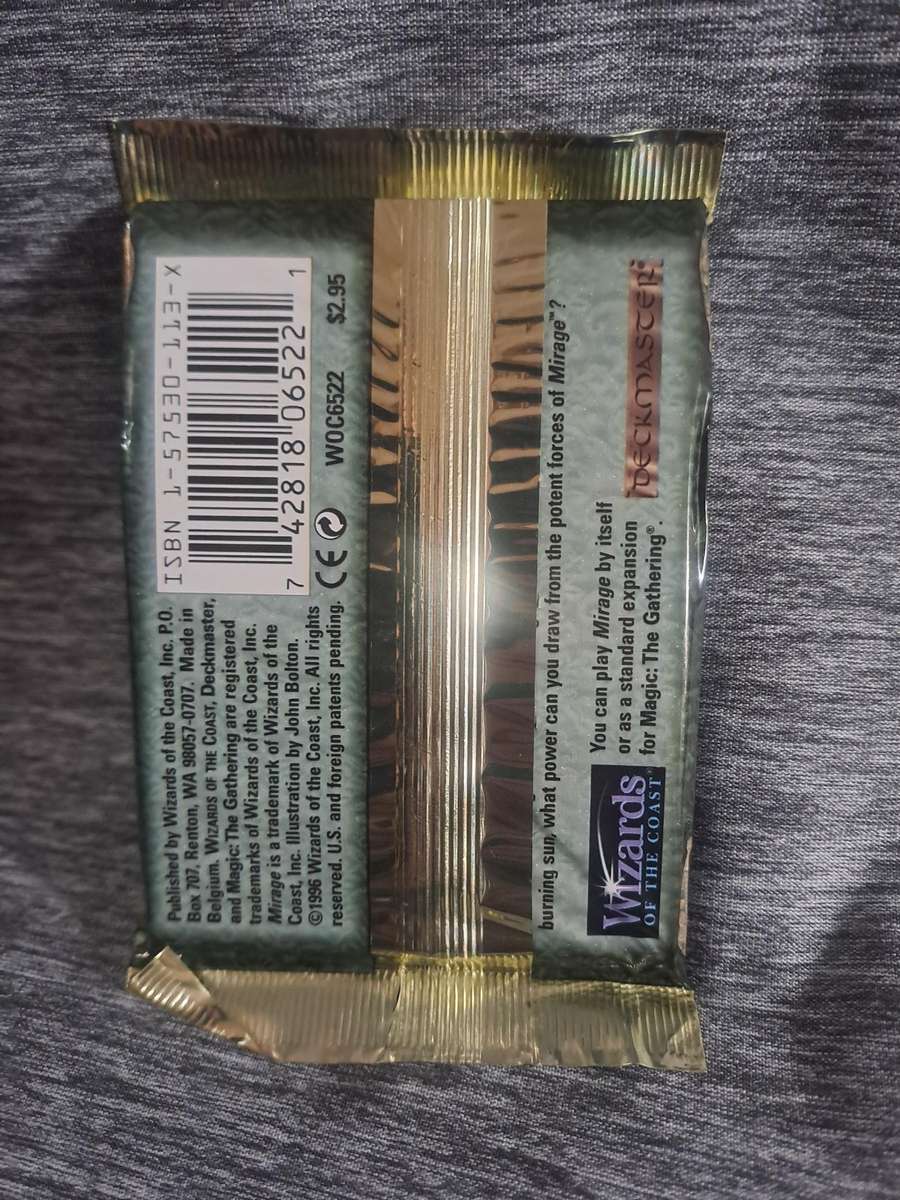 Published by Wizards of the Coast, Inc. P.O.
Box 707, Renton, WA 98057-0707. Made in
Belgium. WIZARDS OF THE COAST, Deckmaster,
and Magic: The Gathering are registered
trademarks of Wizards of the Coast, Inc.
Mirage is a trademark of Wizards of the
Coast, Inc. Illustration by John Bolton.
©1996 Wizards of the Coast, Inc. All rights
reserved. U.S. and foreign patents pending.
ISBN 1-57530-113-X
7 42818 06522 1
CE WOC6522 $2.95
burning sun, what power can you draw from the potent forces of Mirage™?
Wizards
OF THE COAST®
You can play Mirage by itself
or as a standard expansion
for Magic: The Gathering®.
DECKMASTER